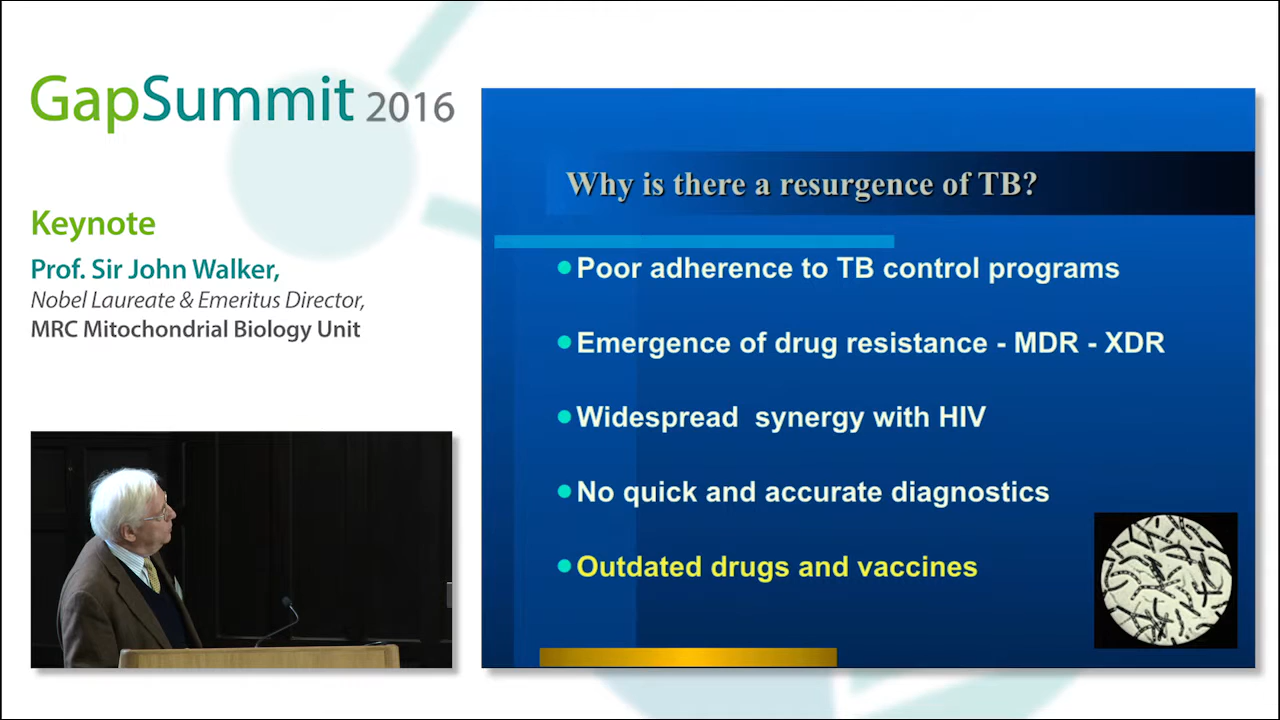 GapSummit 2016
Keynote
Prof. Sir John Walker,
Nobel Laureate & Emeritus Director,
MRC Mitochondrial Biology Unit
Why is there a resurgence of TB?
Poor adherence to TB control programs
Emergence of drug resistance - MDR - XDR
Widespread synergy with HIV
No quick and accurate diagnostics
Outdated drugs and vaccines